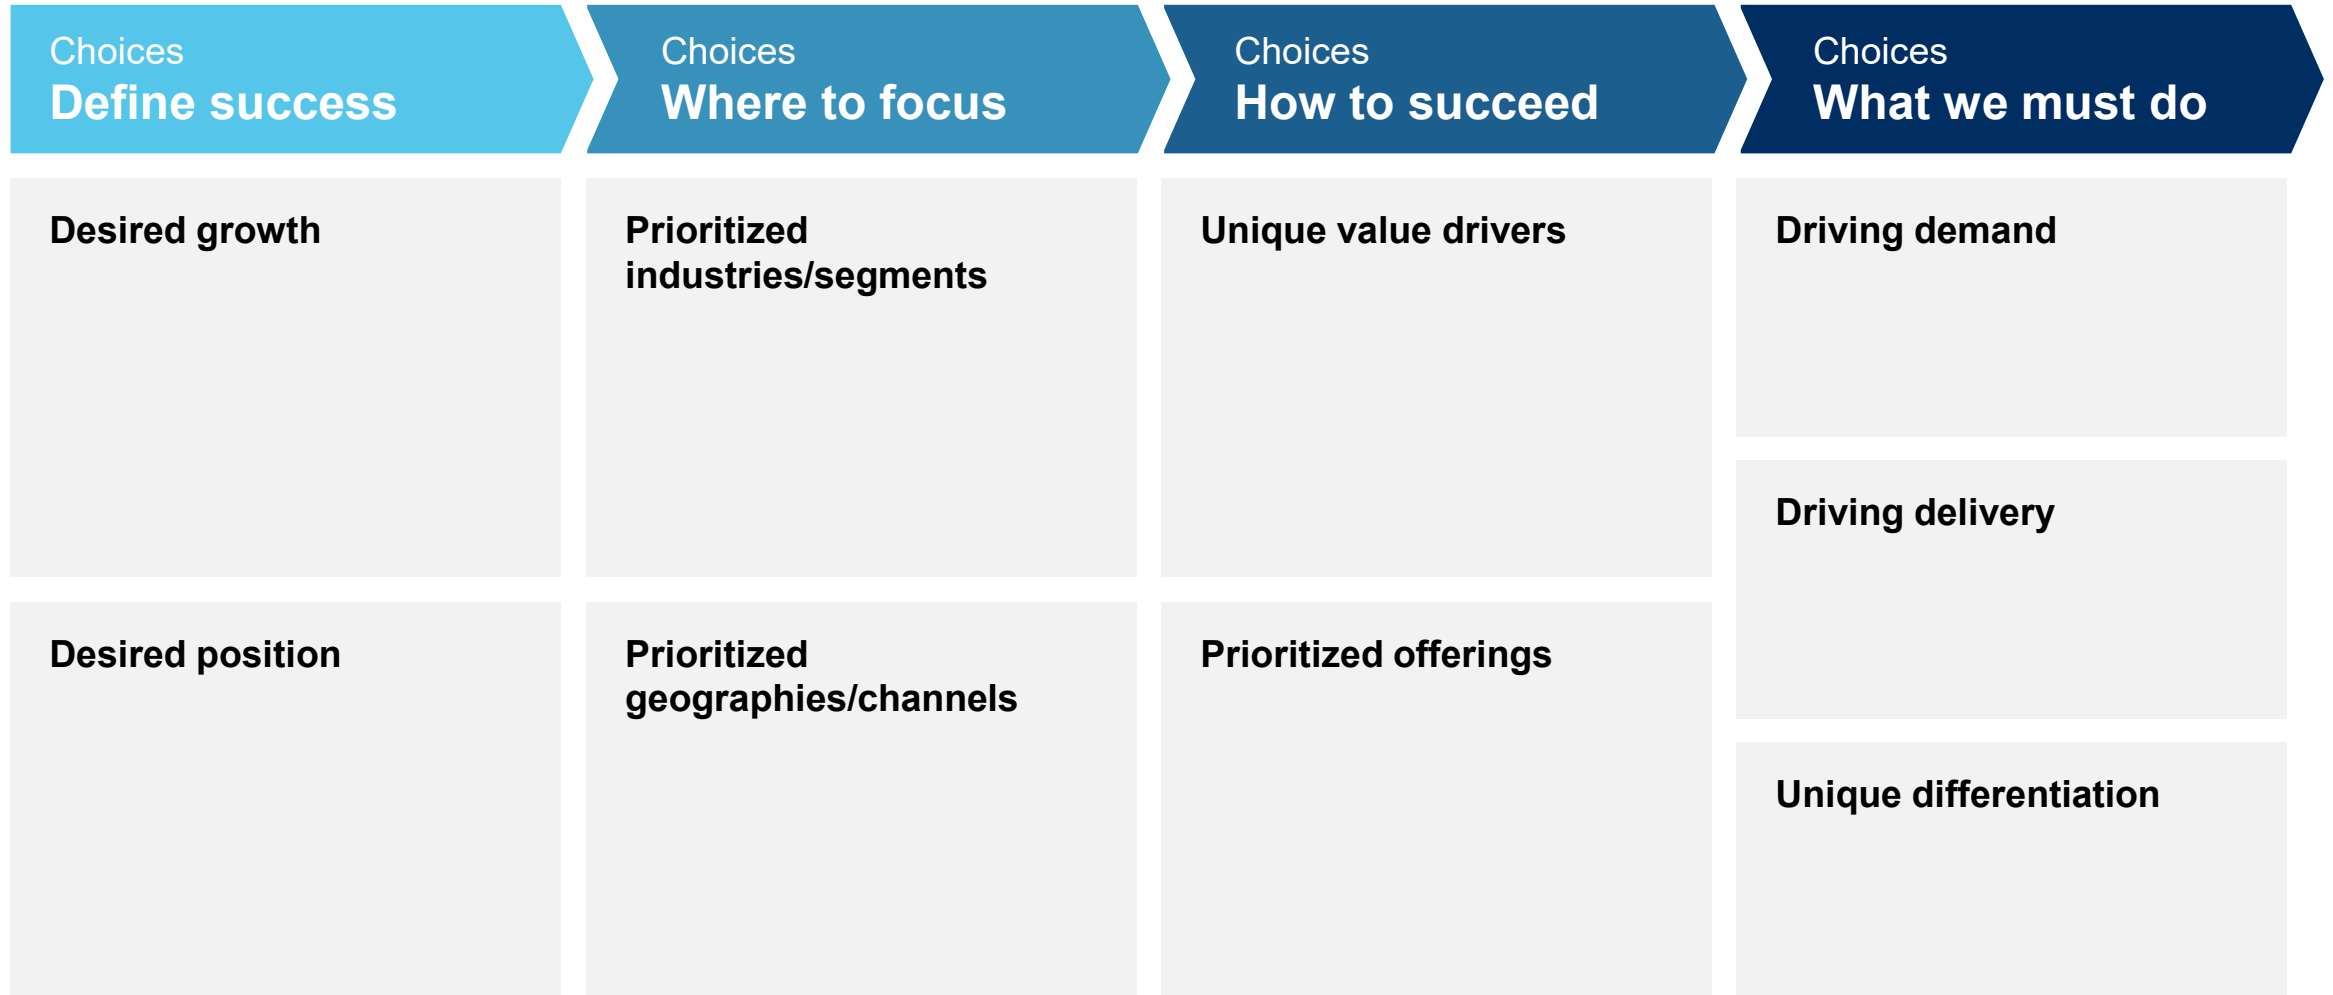 Choices
Define success
Choices
Where to focus
Choices
How to succeed
Choices
What we must do
Desired growth
Prioritized
industries/segments
Unique value drivers
Driving demand
Driving delivery
Desired position
Prioritized
geographies/channels
Prioritized offerings
Unique differentiation